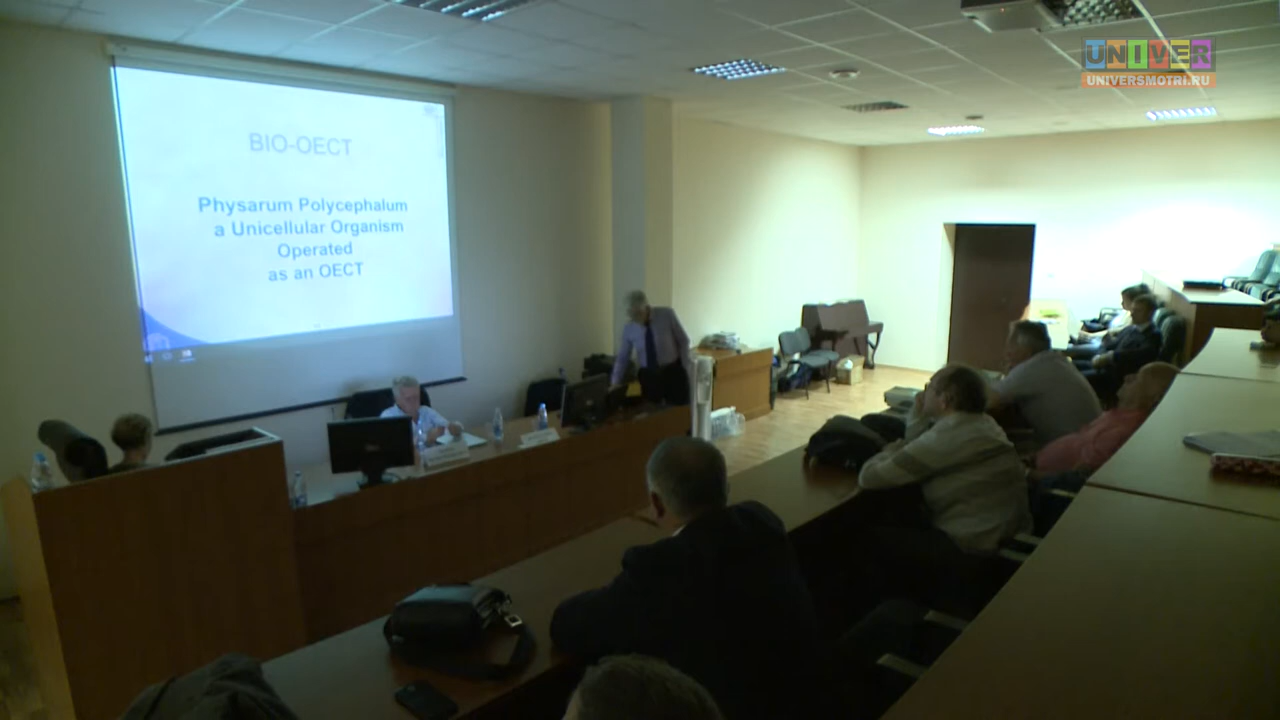 UNIVER
UNIVERSMOTRI.RU
BIO-OECT
Physarum Polycephalum
a Unicellular Organism
Operated
as an OECT